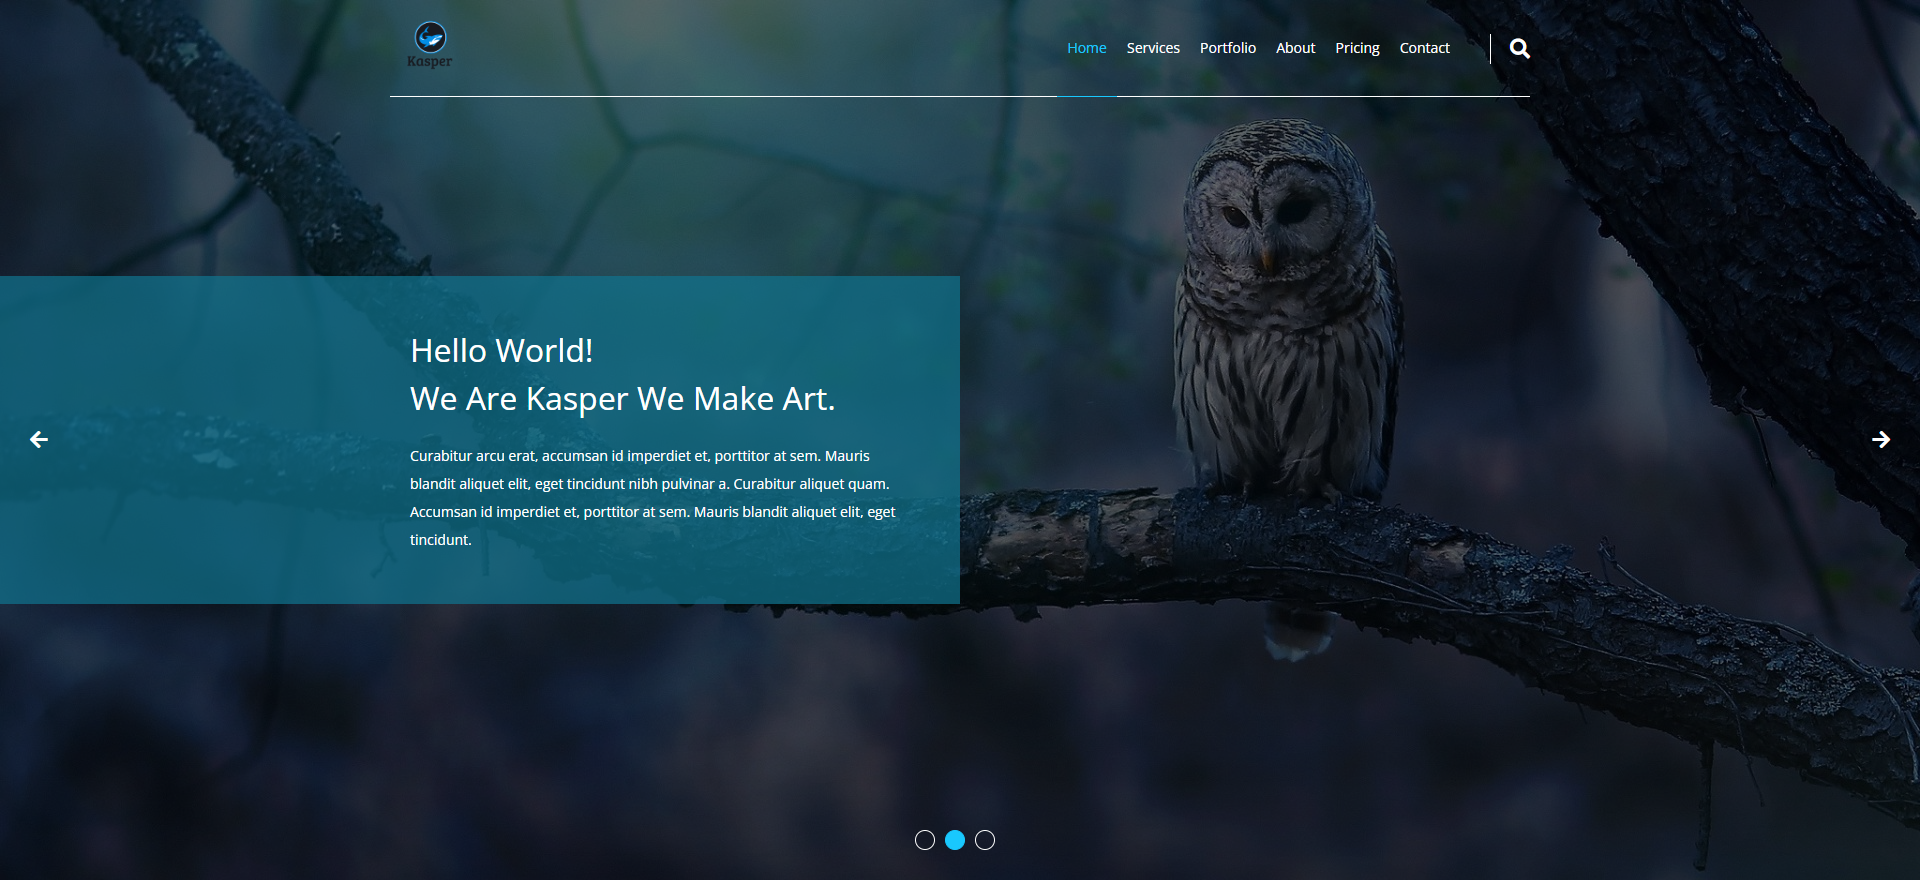 Kasper
Home Services Portfolio About Pricing Contact
Hello World!
We Are Kasper We Make Art.
Curabitur arcu erat, accumsan id imperdiet et, porttitor at sem. Mauris
blandit aliquet elit, eget tincidunt nibh pulvinar a. Curabitur aliquet quam.
Accumsan id imperdiet et, porttitor at sem. Mauris blandit aliquet elit, eget
tincidunt.